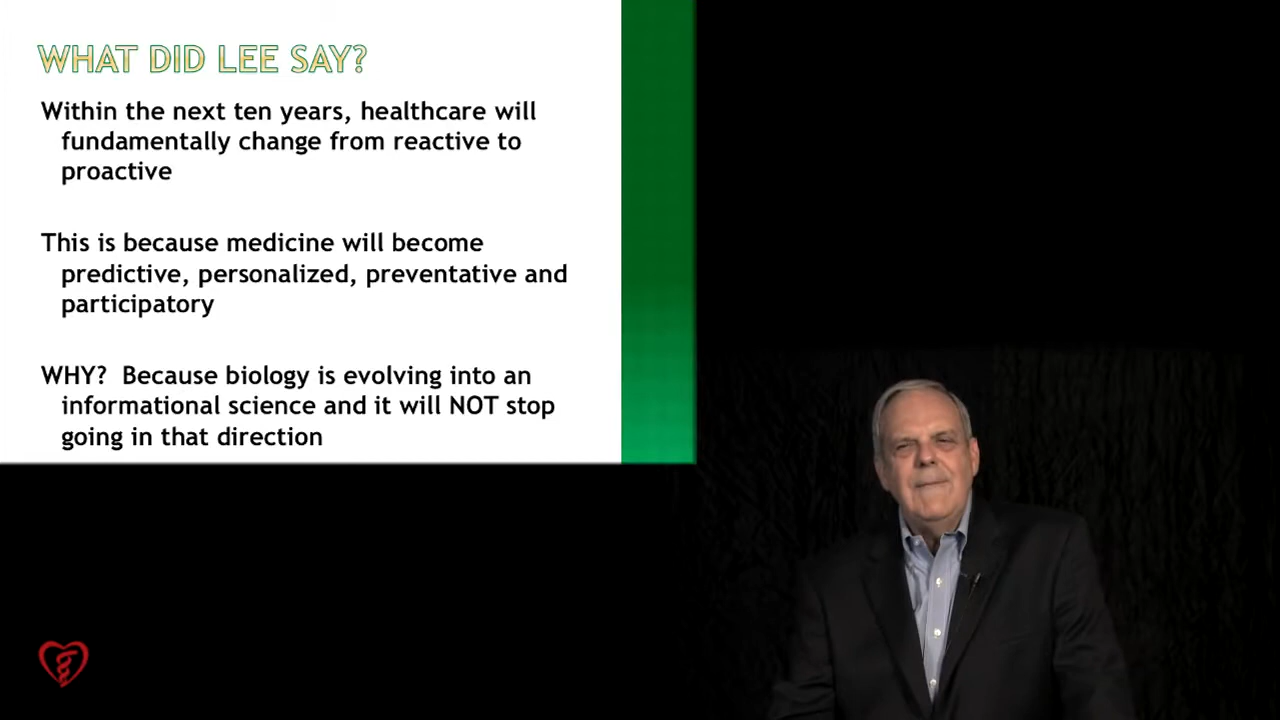 WHAT DID LEE SAY?
Within the next ten years, healthcare will
fundamentally change from reactive to
proactive
This is because medicine will become
predictive, personalized, preventative and
participatory
WHY? Because biology is evolving into an
informational science and it will NOT stop
going in that direction